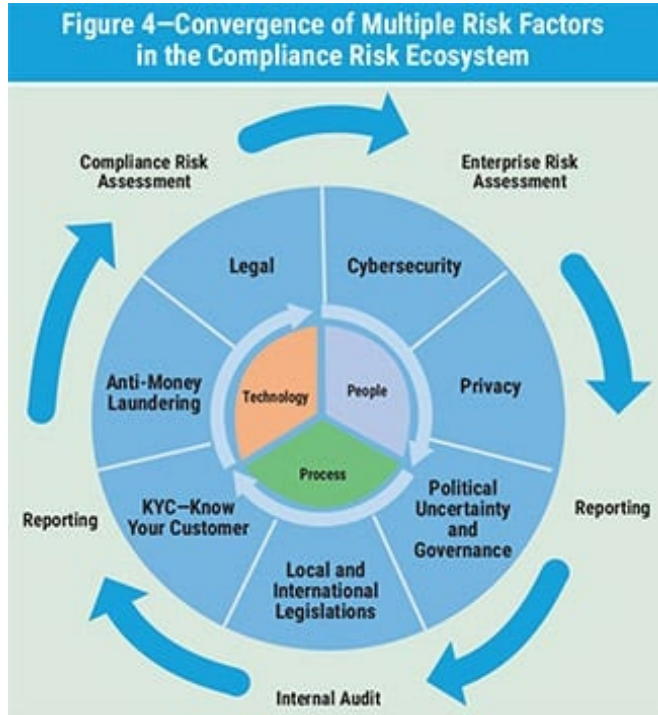 Figure 4—Convergence of Multiple Risk Factors
in the Compliance Risk Ecosystem
Compliance Risk
Assessment
Enterprise Risk
Assessment
Legal
Cybersecurity
Anti-Money
Laundering
Technology
People
Privacy
Process
Reporting
KYC—Know
Your Customer
Political
Uncertainty
and
Governance
Reporting
Local and
International
Legislations
Internal Audit